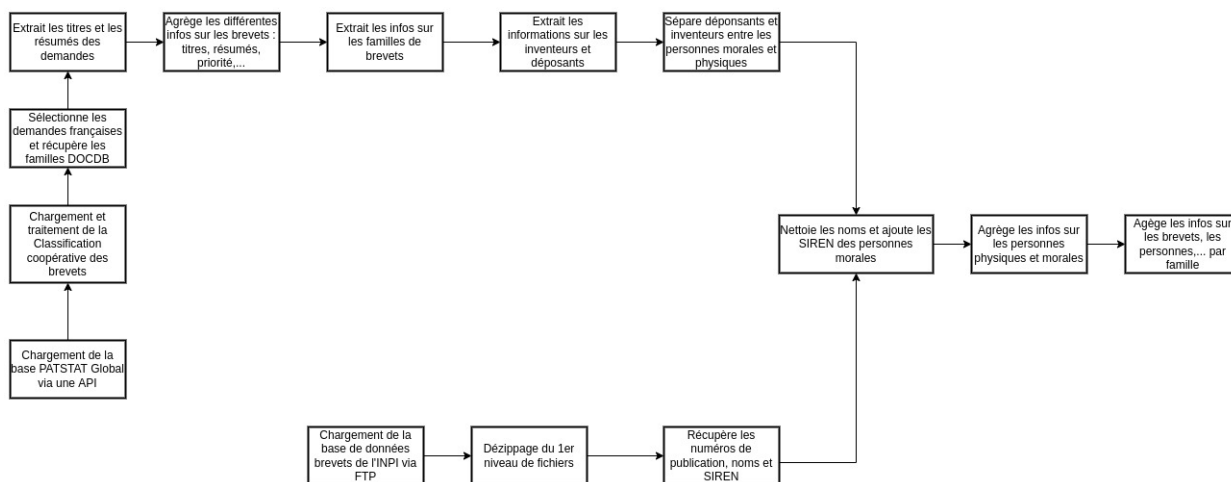 Extrait les titres et les
résumés des
demandes
Agrège les différentes
infos sur les brevets :
titres, résumés,
priorité,...
Extrait les infos sur
les familles de
brevets
Extrait les
informations sur les
inventeurs et
déposants
Sépare déposants et
inventeurs entre les
personnes morales et
physiques
Sélectionne les
demandes françaises
et récupère les
familles DOCDB
Chargement et
traitement de la
Classification
coopérative des
brevets
Chargement de la
base PATSTAT Global
via une API
Nettoie les noms et ajoute les
SIREN des personnes
morales
Agrège les infos sur
les personnes
physiques et morales
Agège les infos sur
les brevets, les
personnes,... par
famille
Chargement de la
base de données
brevets de l'INPI via
FTP
Dézippage du 1er
niveau de fichiers
Récupère les
numéros de
publication, noms et
SIREN